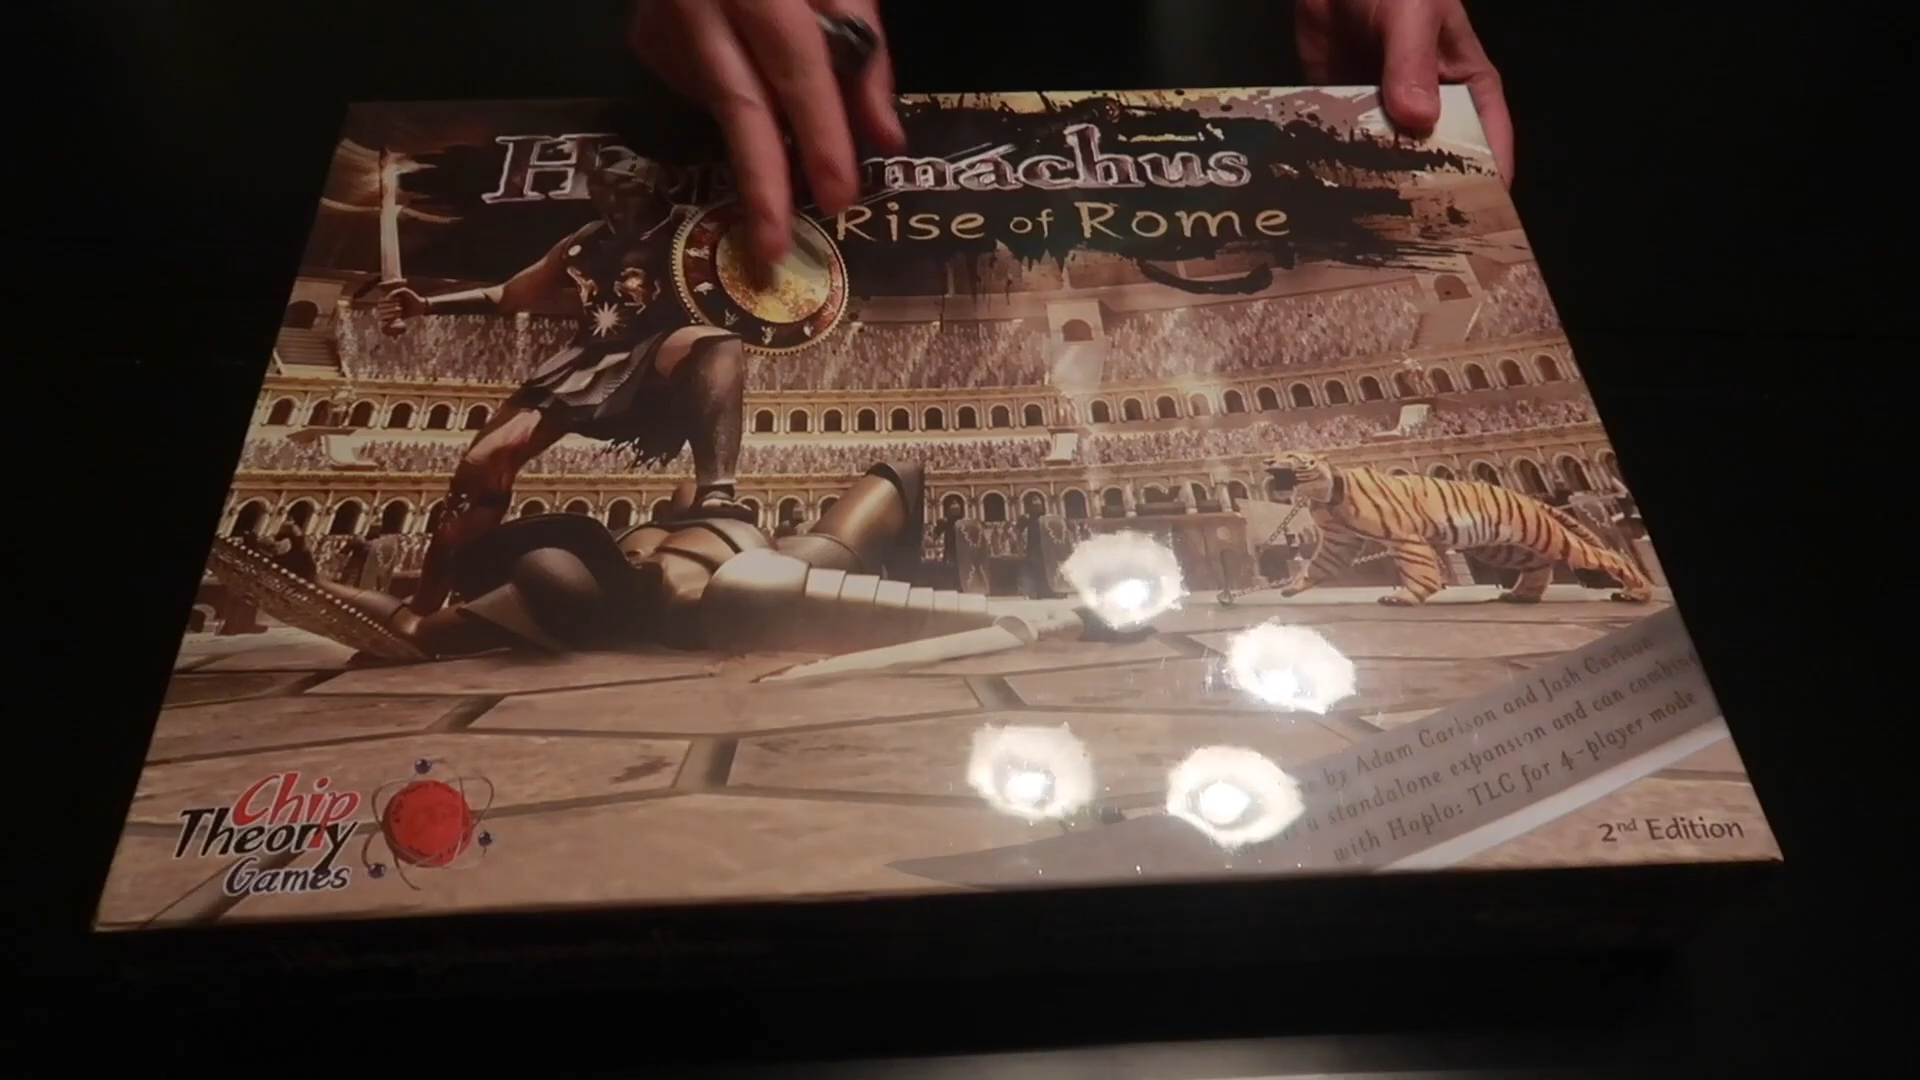 machus
Rise of Rome
by Adam Carlson and Josh Carlson
a standalone expansion and can combine
with Hoplo: TLC for 4-player mode
2nd Edition
Chip
Theory
Games